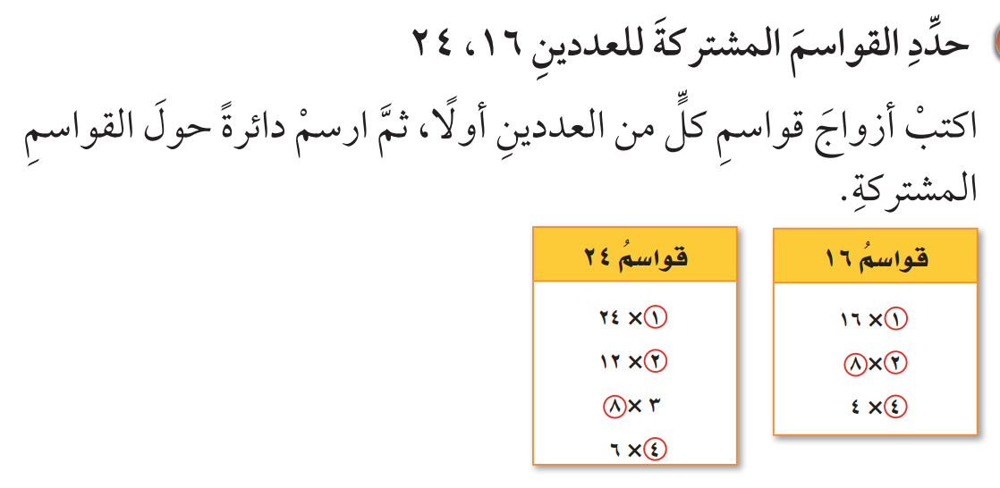 حدِّدِ القواسمَ المشتركةَ للعددينِ ١٦، ٢٤
اكتبْ أزواجَ قواسمِ كلٍّ من العددينِ أولًا، ثمَّ ارسمْ دائرةً حولَ القواسمِ
المشتركةِ.
قواسمُ ١٦
١ × ١٦
٢ × ٨
٤ × ٤
قواسمُ ٢٤
١ × ٢٤
٢ × ١٢
٣ × ٨
٤ × ٦